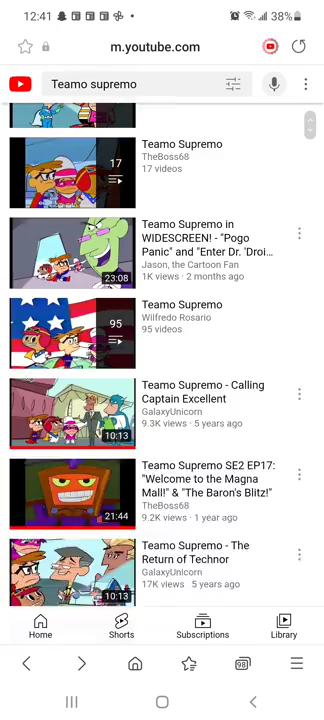 12:41
38%
m.youtube.com
Teamo supremo
17
Teamo Supremo
TheBoss68
17 videos
23:08
Teamo Supremo in
WIDESCREEN! - "Pogo
Panic" and "Enter Dr. 'Droi...
Jason, the Cartoon Fan
1K views · 2 months ago
95
Teamo Supremo
Wilfredo Rosario
95 videos
10:13
Teamo Supremo - Calling
Captain Excellent
GalaxyUnicorn
9.3K views · 5 years ago
21:44
Teamo Supremo SE2 EP17:
"Welcome to the Magna
Mall!" & "The Baron's Blitz!"
TheBoss68
9.2K views · 1 year ago
10:13
Teamo Supremo - The
Return of Technor
GalaxyUnicorn
17K views 5 years ago
Home
Shorts
Subscriptions
Library
98